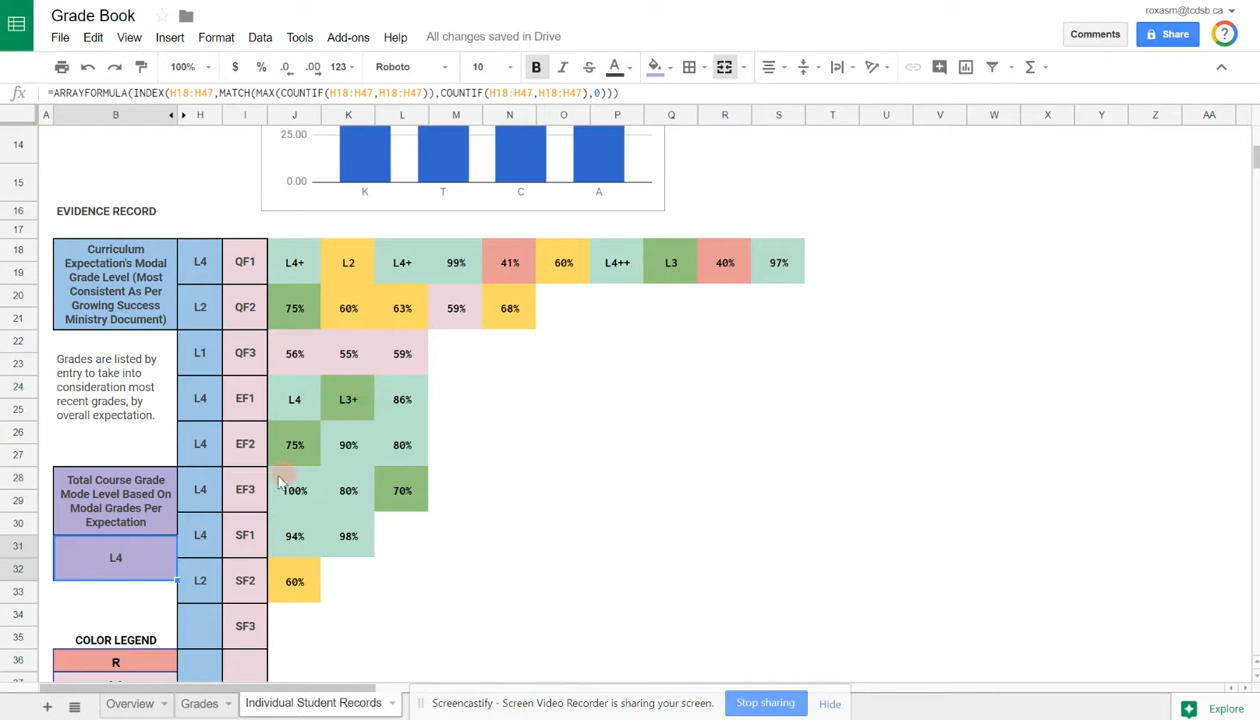 Grade Book
roxasm@tcdsb.ca
File Edit View Insert Format Data Tools Add-ons Help All changes saved in Drive
Comments
Share
?
100% $ % .0 .00 123 Roboto 10 B I S A Σ
fx =ARRAYFORMULA(INDEX(H18:H47,MATCH(MAX(COUNTIF(H18:H47,H18:H47)),COUNTIF(H18:H47,H18:H47),0)))
A B H I J K L M N O P Q R S T U V W X Y Z AA
14
25.00
15
0.00
K T C A
16 EVIDENCE RECORD
17
18
19
20
21
22
23
24
25
26
27
28
29
30
31
32
33
34
35
36
Curriculum
Expectation's Modal
Grade Level (Most
Consistent As Per
Growing Success
Ministry Document)
L4 QF1 L4+ L2 L4+ 99% 41% 60% L4++ L3 40% 97%
L2 QF2 75% 60% 63% 59% 68%
Grades are listed by
entry to take into
consideration most
recent grades, by
overall expectation.
L1 QF3 56% 55% 59%
L4 EF1 L4 L3+ 86%
L4 EF2 75% 90% 80%
Total Course Grade
Mode Level Based On
Modal Grades Per
Expectation
L4
L4 EF3 100% 80% 70%
L4 SF1 94% 98%
L2 SF2 60%
SF3
COLOR LEGEND
R
Overview Grades Individual Student Records
Screencastify - Screen Video Recorder is sharing your screen. Stop sharing Hide
Explore